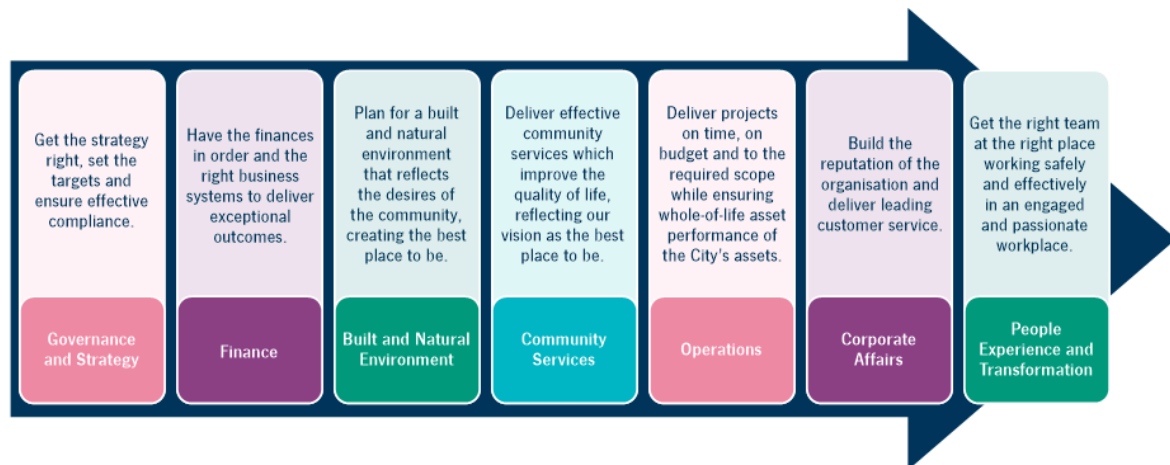 Get the strategy
right, set the
targets and
ensure effective
compliance.
Governance
and Strategy
Have the finances
in order and the
right business
systems to deliver
exceptional
outcomes.
Finance
Plan for a built
and natural
environment
that reflects
the desires of
the community,
creating the best
place to be.
Built and Natural
Environment
Deliver effective
community
services which
improve the
quality of life,
reflecting our
vision as the best
place to be.
Community
Services
Deliver projects
on time, on
budget and to the
required scope
while ensuring
whole-of-life asset
performance of
the City's assets.
Operations
Build the
reputation of the
organisation and
deliver leading
customer service.
Corporate
Affairs
Get the right team
at the right place
working safely
and effectively
in an engaged
and passionate
workplace.
People
Experience and
Transformation